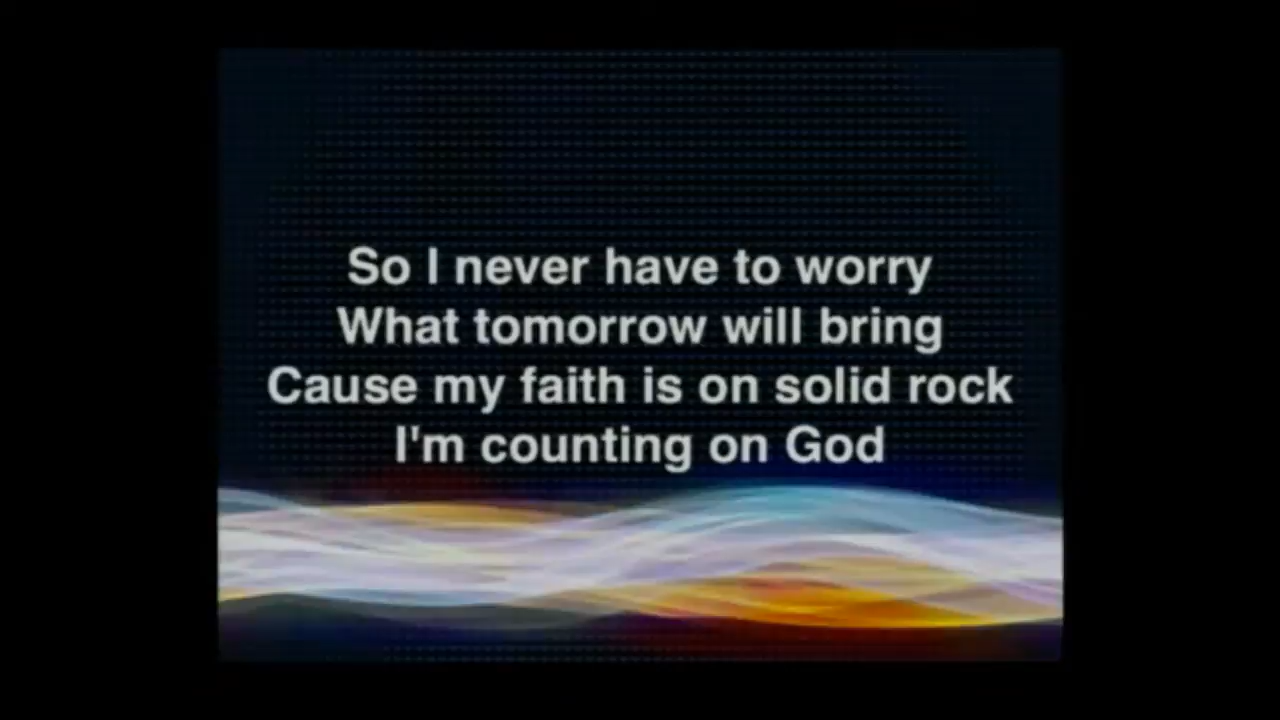 So I never have to worry
What tomorrow will bring
Cause my faith is on solid rock
I'm counting on God